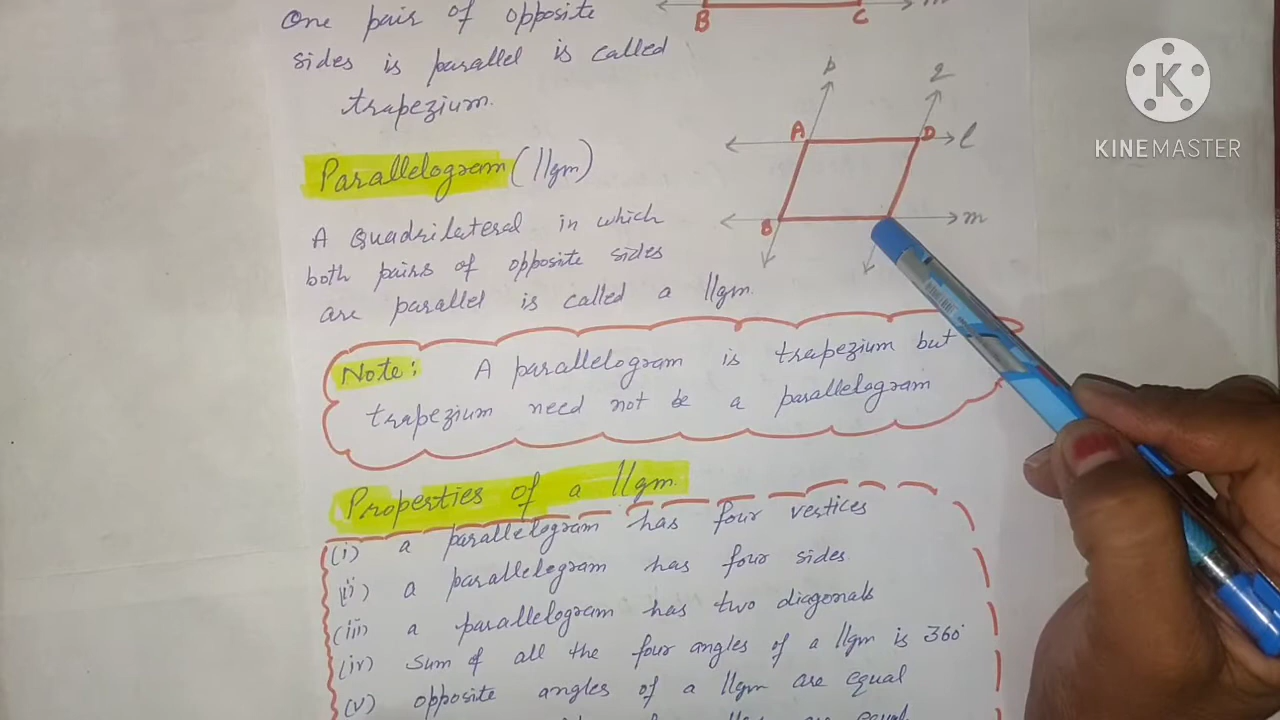 One pair of opposite
sides is parallel is called
trapezium.
B C
p q
A D l
B m
Parallelogram (llgm)
A Quadrilateral in which
both pairs of opposite sides
are parallel is called a llgm.
Note: A parallelogram is trapezium but
trapezium need not be a parallelogram
Properties of a llgm.
(i) a parallelogram has four vertices
(ii) a parallelogram has four sides
(iii) a parallelogram has two diagonals
(iv) Sum of all the four angles of a llgm is 360°
(v) opposite angles of a llgm are equal
K
KINEMASTER